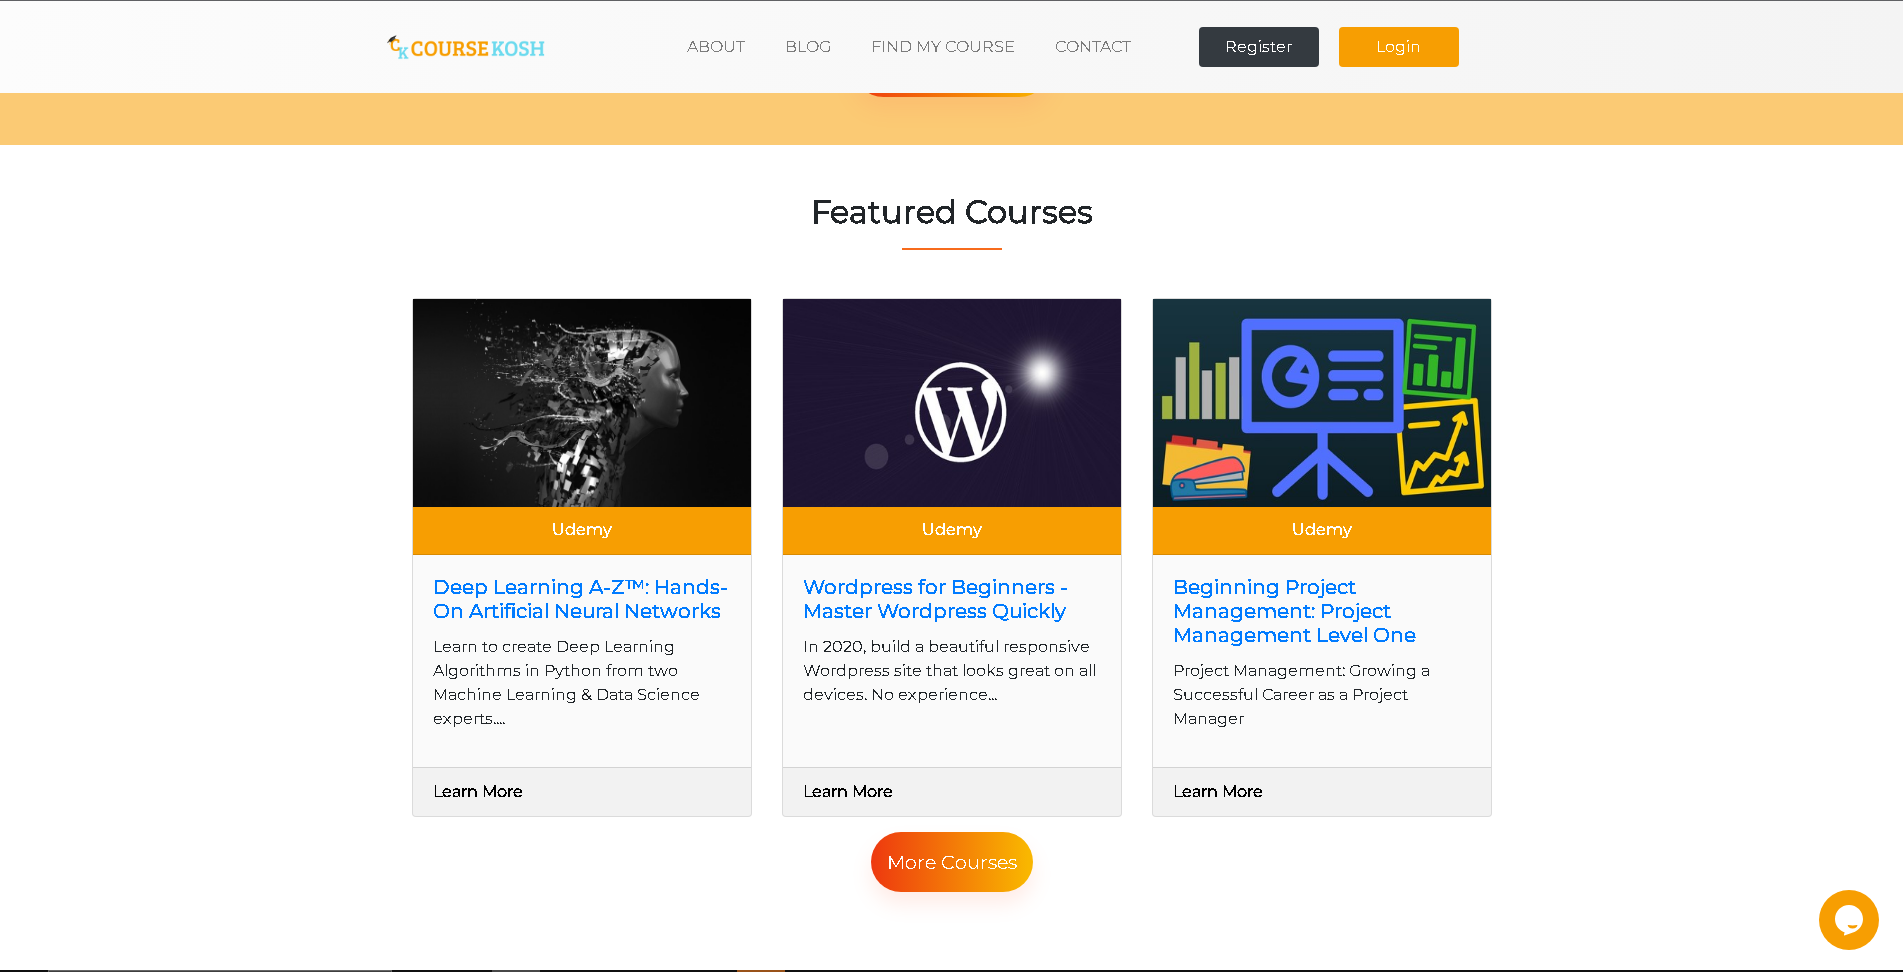 CK COURSE KOSH
ABOUT
BLOG
FIND MY COURSE
CONTACT
Register
Login
Featured Courses
Udemy
Deep Learning A-Z™: Hands-
On Artificial Neural Networks
Learn to create Deep Learning
Algorithms in Python from two
Machine Learning & Data Science
experts....
Learn More
W
Udemy
Wordpress for Beginners -
Master Wordpress Quickly
In 2020, build a beautiful responsive
Wordpress site that looks great on all
devices. No experience...
Learn More
Udemy
Beginning Project
Management: Project
Management Level One
Project Management: Growing a
Successful Career as a Project
Manager
Learn More
More Courses